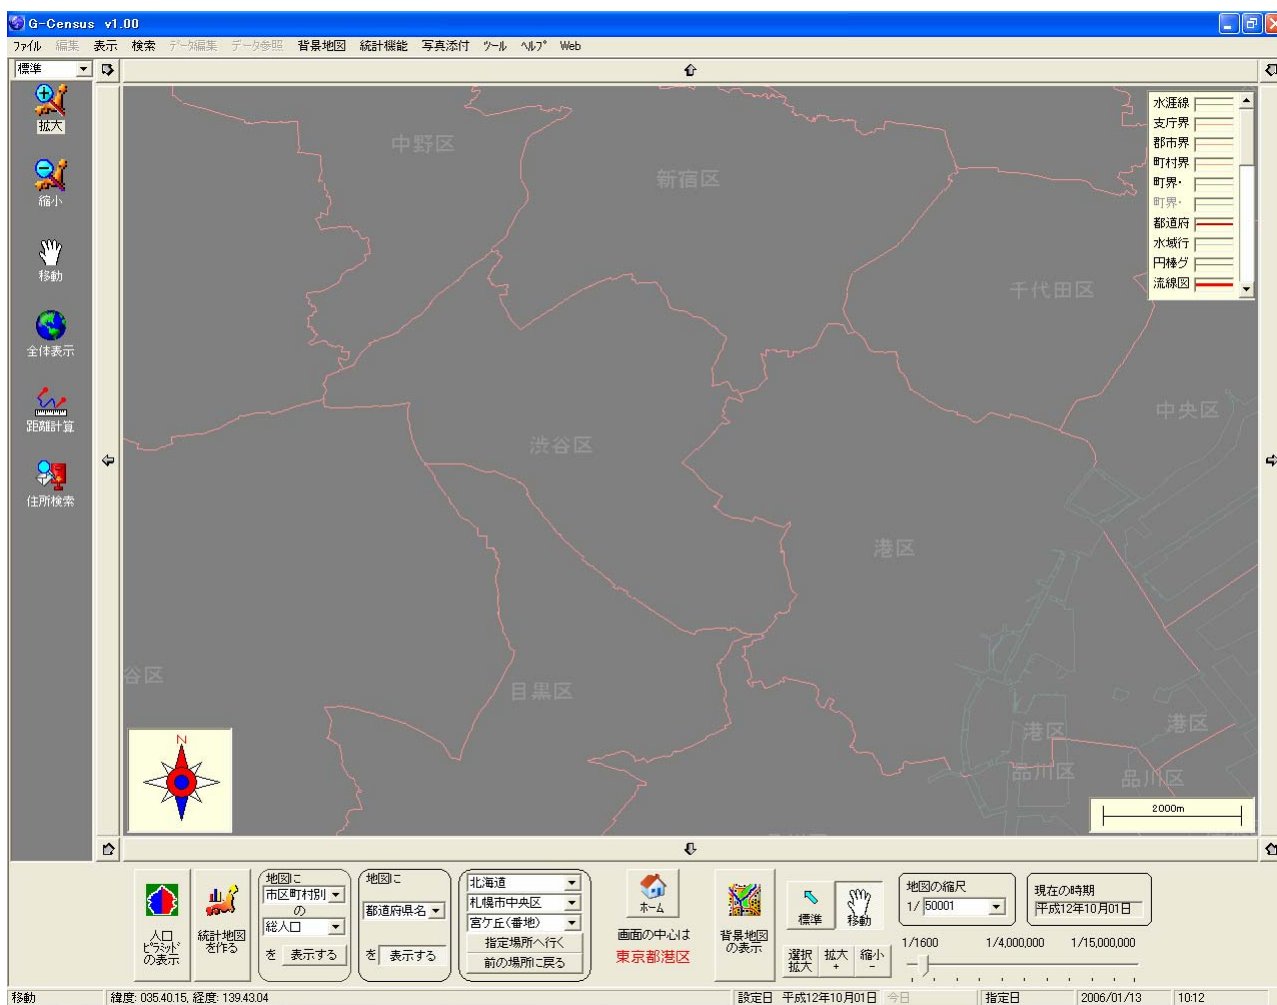 G-Census v1.00
ファイル 編集 表示 検索 データ編集 データ参照 背景地図 統計機能 写真添付 ツール ヘルプ Web
標準
拡大
縮小
移動
全体表示
距離計算
住所検索
中野区
新宿区
千代田区
中央区
渋谷区
港区
谷区
目黒区
港区
港区
品川区
品川区
水涯線
支庁界
郡市界
町村界
町界・
町界・
都道府
水域行
円棒グ
流線図
N
2000m
人口
ピラミッド
の表示
統計地図
を作る
地図に
市区町村別
の
総人口
を 表示する
地図に
都道府県名
を 表示する
北海道
札幌市中央区
宮ケ丘(番地)
指定場所へ行く
前の場所に戻る
ホーム
画面の中心は
東京都港区
背景地図
の表示
標準 移動
選択
拡大
拡大
+
縮小
-
地図の縮尺
1/ 50001
現在の時期
平成12年10月01日
1/1600 1/4,000,000 1/15,000,000
移動 緯度: 035.40.15, 経度: 139.43.04 設定日 平成12年10月01日 今日 指定日 2006/01/13 10:12